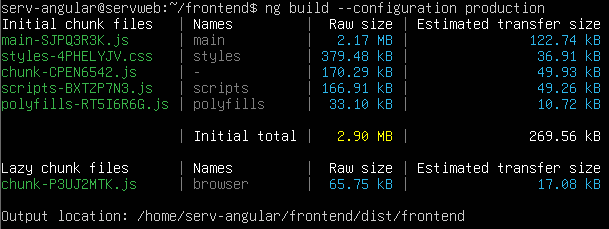 serv-angular@servweb:~/frontend$ ng build --configuration production
Initial chunk files | Names | Raw size | Estimated transfer size
main-SJPQ3R3K.js | main | 2.17 MB | 122.74 kB
styles-4PHELYJV.css | styles | 379.48 kB | 36.91 kB
chunk-CPEN6542.js | - | 170.29 kB | 49.93 kB
scripts-BXTZP7N3.js | scripts | 166.91 kB | 49.26 kB
polyfills-RT5I6R6G.js | polyfills | 33.10 kB | 10.72 kB
| Initial total | 2.90 MB | 269.56 kB
Lazy chunk files | Names | Raw size | Estimated transfer size
chunk-P3UJ2MTK.js | browser | 65.75 kB | 17.08 kB
Output location: /home/serv-angular/frontend/dist/frontend